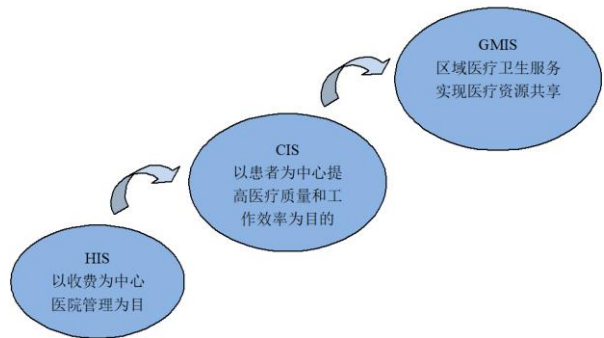 GMIS
区域医疗卫生服务
实现医疗资源共享
CIS
以患者为中心提
高医疗质量和工
作效率为目的
HIS
以收费为中心
医院管理为目